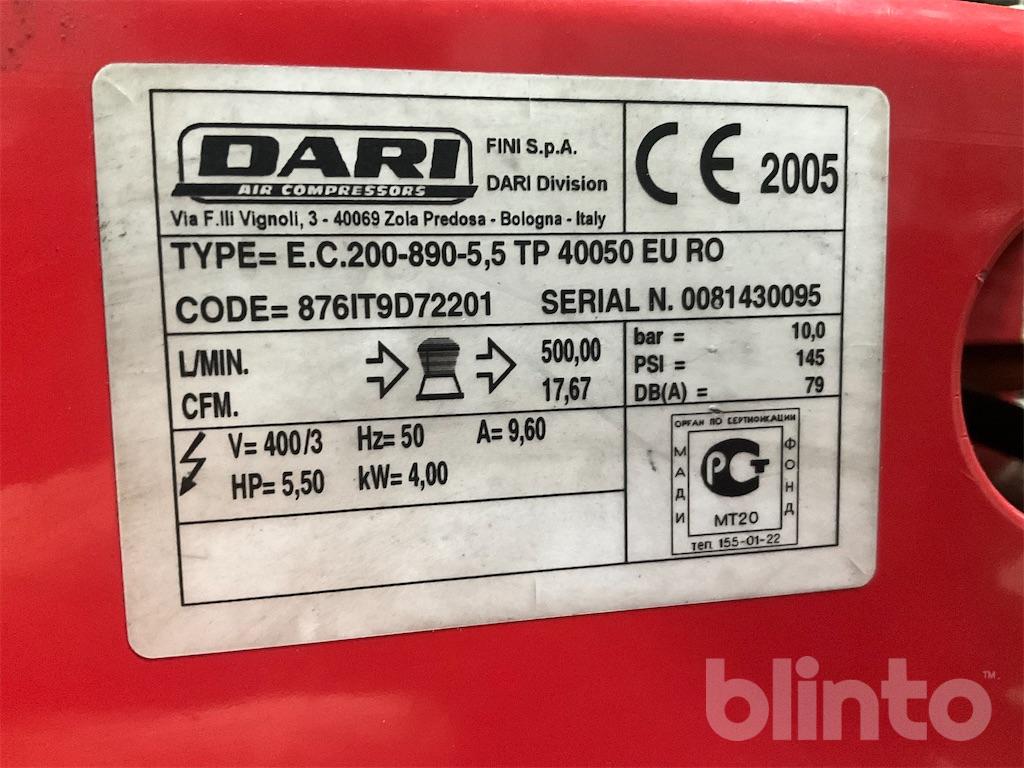 DARI
AIR COMPRESSORS
FINI S.p.A.
DARI Division
Via F.lli Vignoli, 3 - 40069 Zola Predosa - Bologna - Italy
CE 2005
TYPE= E.C.200-890-5,5 TP 40050 EU RO
CODE= 876IT9D72201 SERIAL N. 0081430095
L/MIN. 500,00
CFM. 17,67
bar = 10,0
PSI = 145
DB(A) = 79
V= 400/3 Hz= 50 A= 9,60
HP= 5,50 kW= 4,00
ОРГАН ПО СЕРТИФИКАЦИИ
МАДИ
ФОНД
РСТ
МТ20
тел. 155-01-22
blinto™